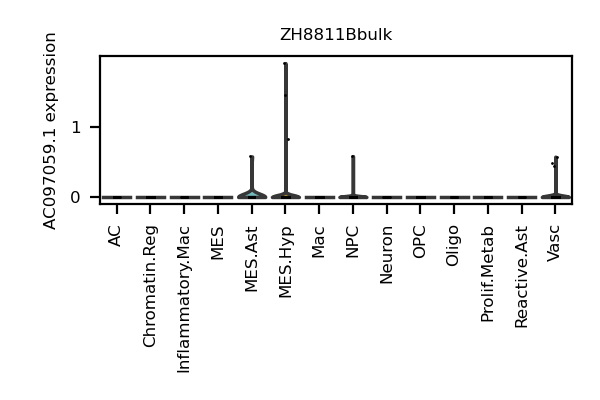 ZH8811Bbulk
AC097059.1 expression
1
0
AC
Chromatin.Reg
Inflammatory.Mac
MES
MES.Ast
MES.Hyp
Mac
NPC
Neuron
OPC
Oligo
Prolif.Metab
Reactive.Ast
Vasc